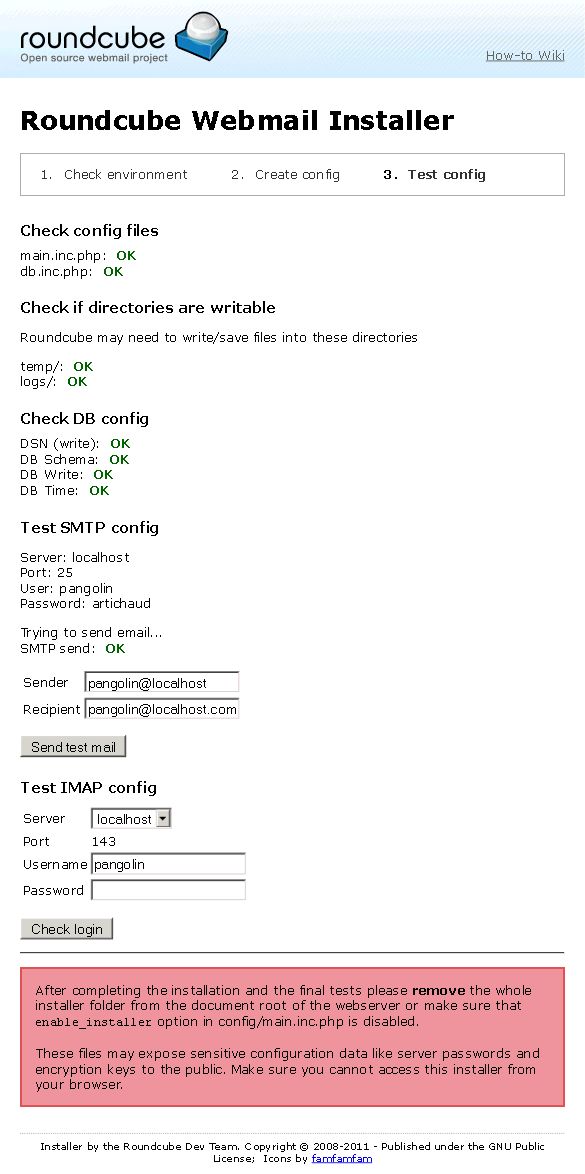 roundcube
Open source webmail project
How-to Wiki
Roundcube Webmail Installer
1. Check environment 2. Create config 3. Test config
Check config files
main.inc.php: OK
db.inc.php: OK
Check if directories are writable
Roundcube may need to write/save files into these directories
temp/: OK
logs/: OK
Check DB config
DSN (write): OK
DB Schema: OK
DB Write: OK
DB Time: OK
Test SMTP config
Server: localhost
Port: 25
User: pangolin
Password: artichaud
Trying to send email...
SMTP send: OK
Sender pangolin@localhost
Recipient pangolin@localhost.com
Send test mail
Test IMAP config
Server localhost
Port 143
Username pangolin
Password
Check login
After completing the installation and the final tests please remove the whole
installer folder from the document root of the webserver or make sure that
enable_installer option in config/main.inc.php is disabled.
These files may expose sensitive configuration data like server passwords and
encryption keys to the public. Make sure you cannot access this installer from
your browser.
Installer by the Roundcube Dev Team. Copyright © 2008-2011 - Published under the GNU Public
License; Icons by famfamfam